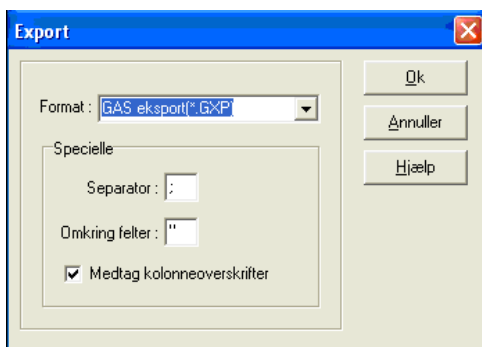 Export
Format : GAS eksport(*.GXP)
Specielle
Separator : ;
Omkring felter : "
Medtag kolonneoverskrifter
Ok
Annuller
Hjælp